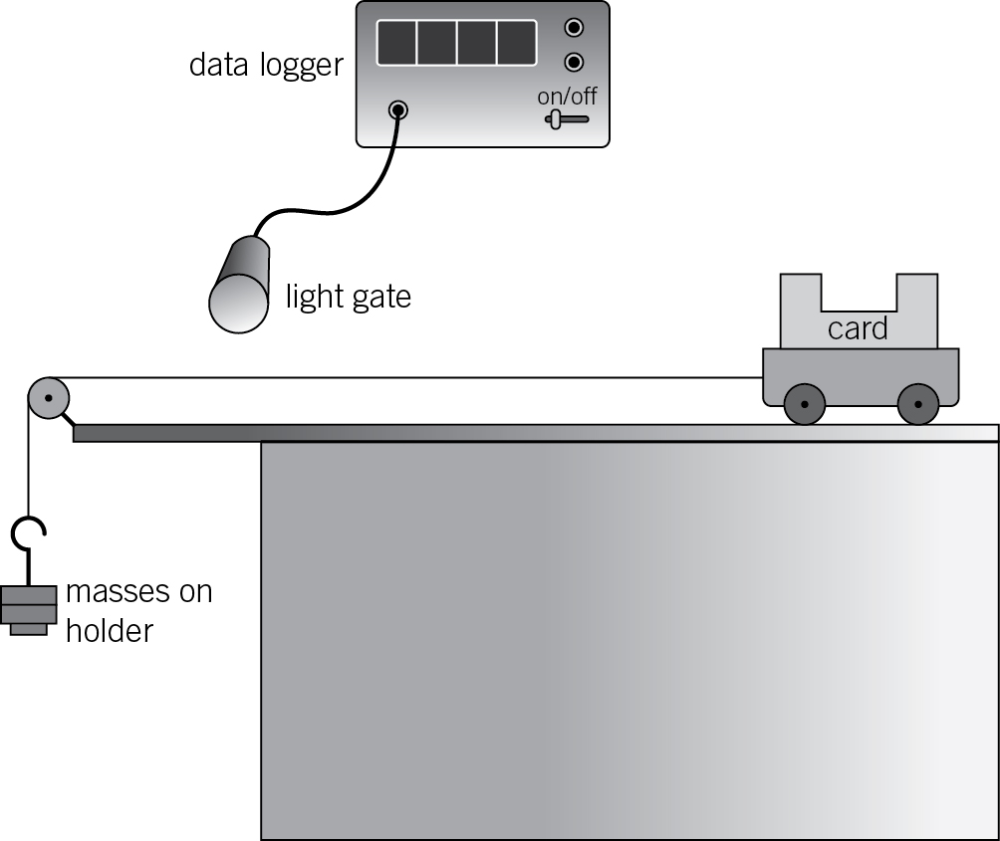 data logger
on/off
light gate
card
masses on
holder